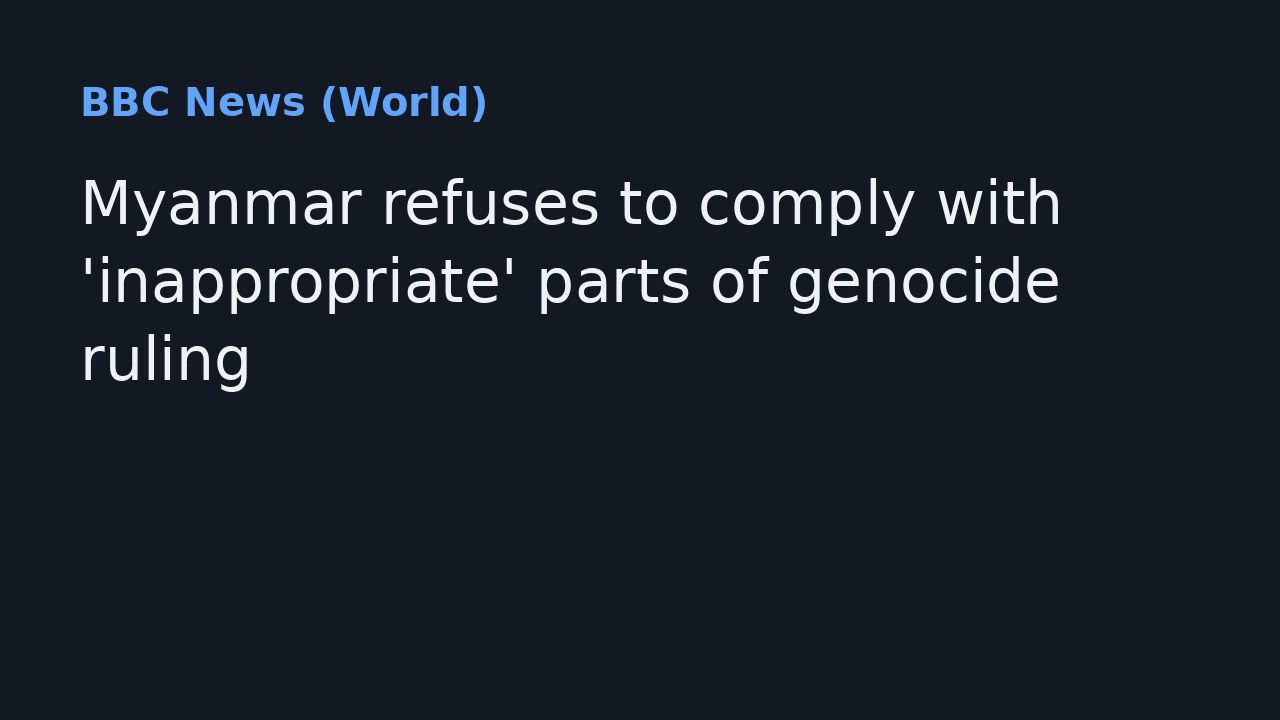 BBC News (World)
Myanmar refuses to comply with
'inappropriate' parts of genocide
ruling